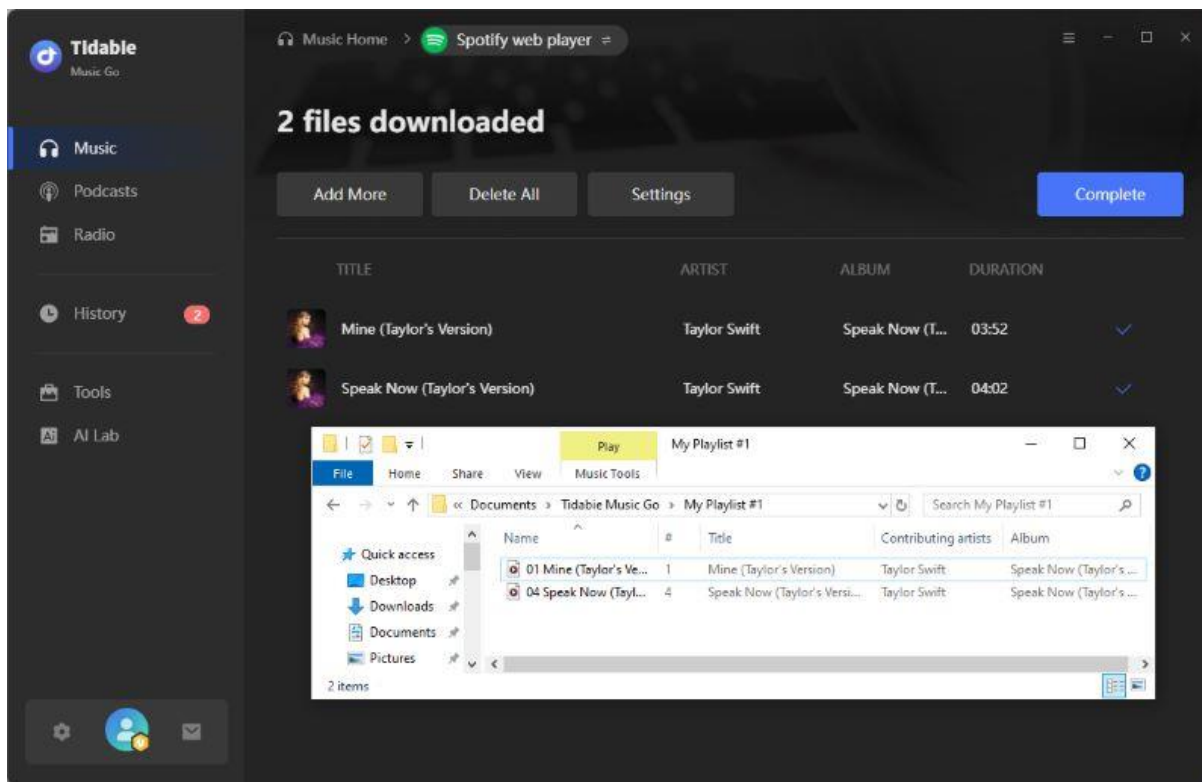 Tidabie
Music Go
Music Home > Spotify web player
2 files downloaded
Music
Podcasts
Radio
History 2
Tools
AI Lab
Add More Delete All Settings Complete
TITLE ARTIST ALBUM DURATION
Mine (Taylor's Version) Taylor Swift Speak Now (T... 03:52
Speak Now (Taylor's Version) Taylor Swift Speak Now (T... 04:02
Play My Playlist #1
File Home Share View Music Tools
« Documents > Tidabie Music Go > My Playlist #1 Search My Playlist #1
Name # Title Contributing artists Album
Quick access
Desktop
Downloads
Documents
Pictures
01 Mine (Taylor's Ve... 1 Mine (Taylor's Version) Taylor Swift Speak Now (Taylor's ...
04 Speak Now (Tayl... 4 Speak Now (Taylor's Versi... Taylor Swift Speak Now (Taylor's ...
2 items